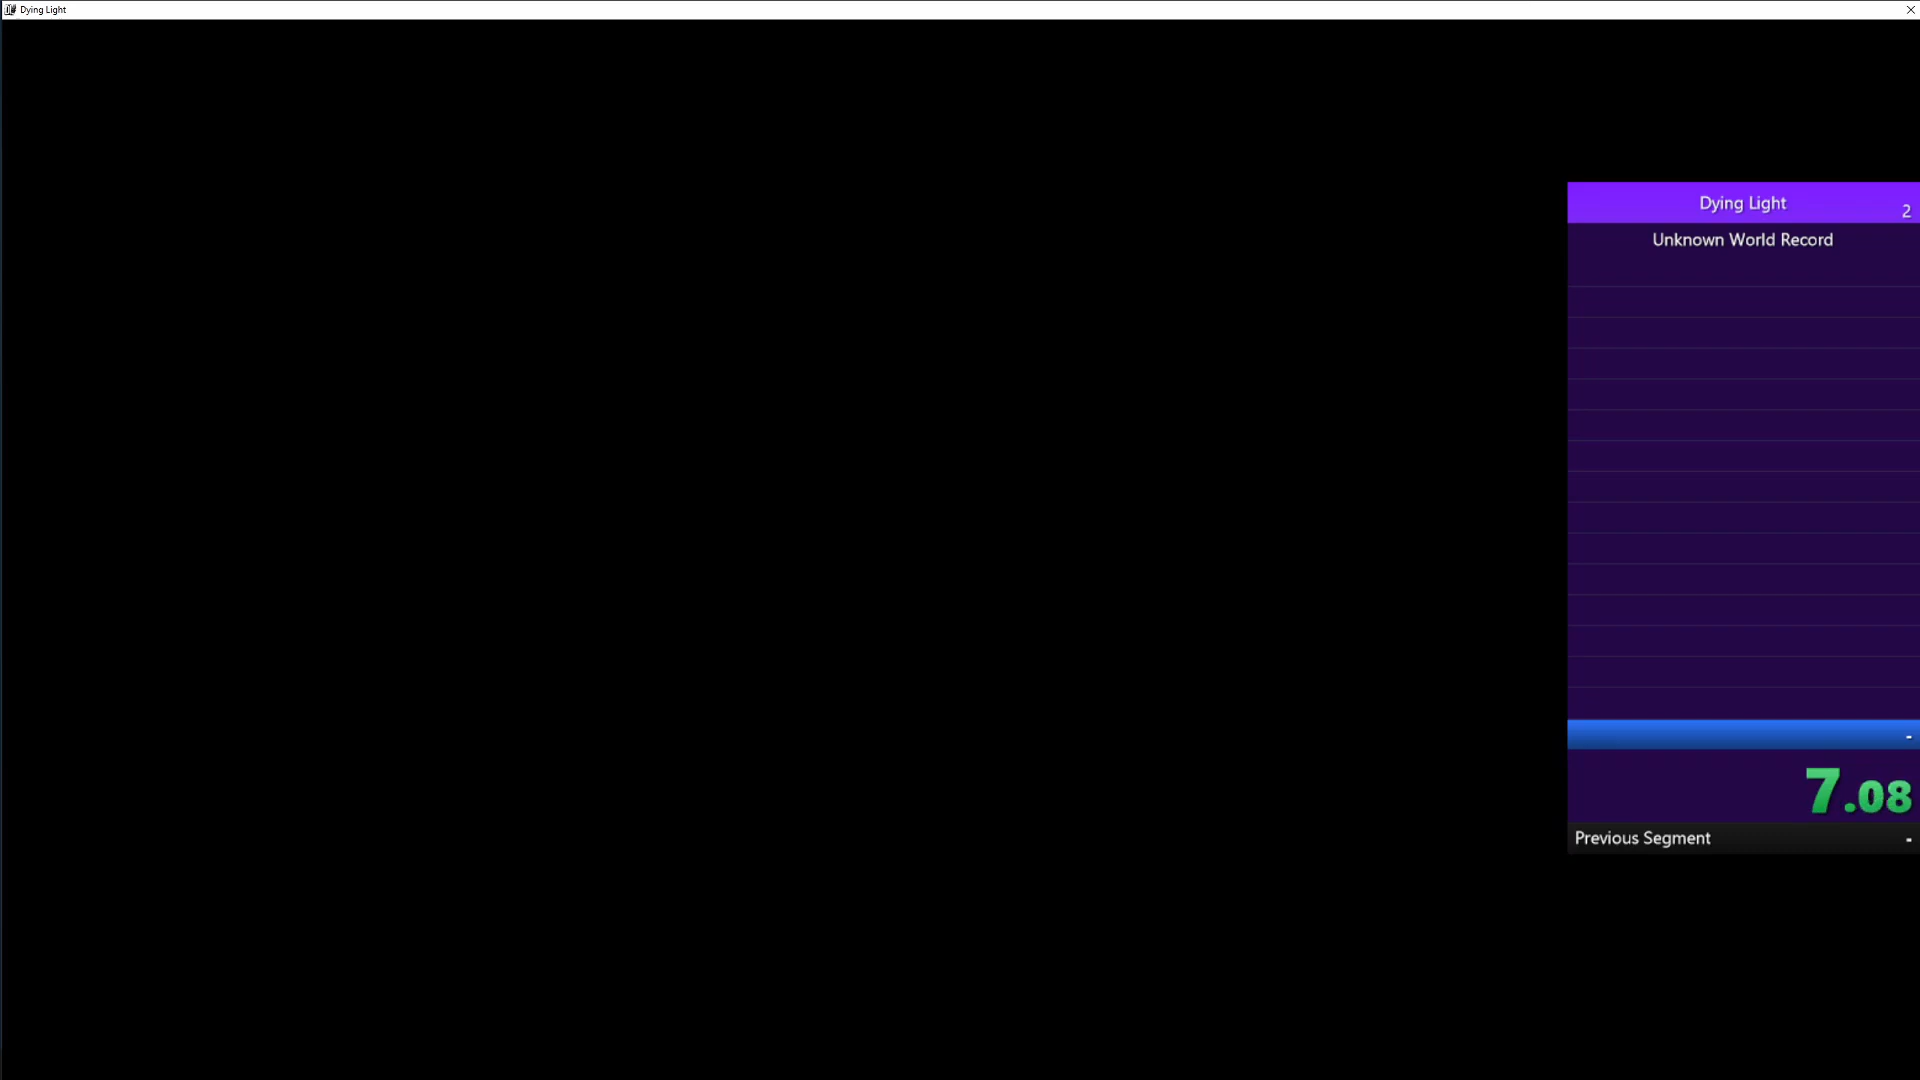 Dying Light
Dying Light
2
Unknown World Record
-
7.08
Previous Segment -